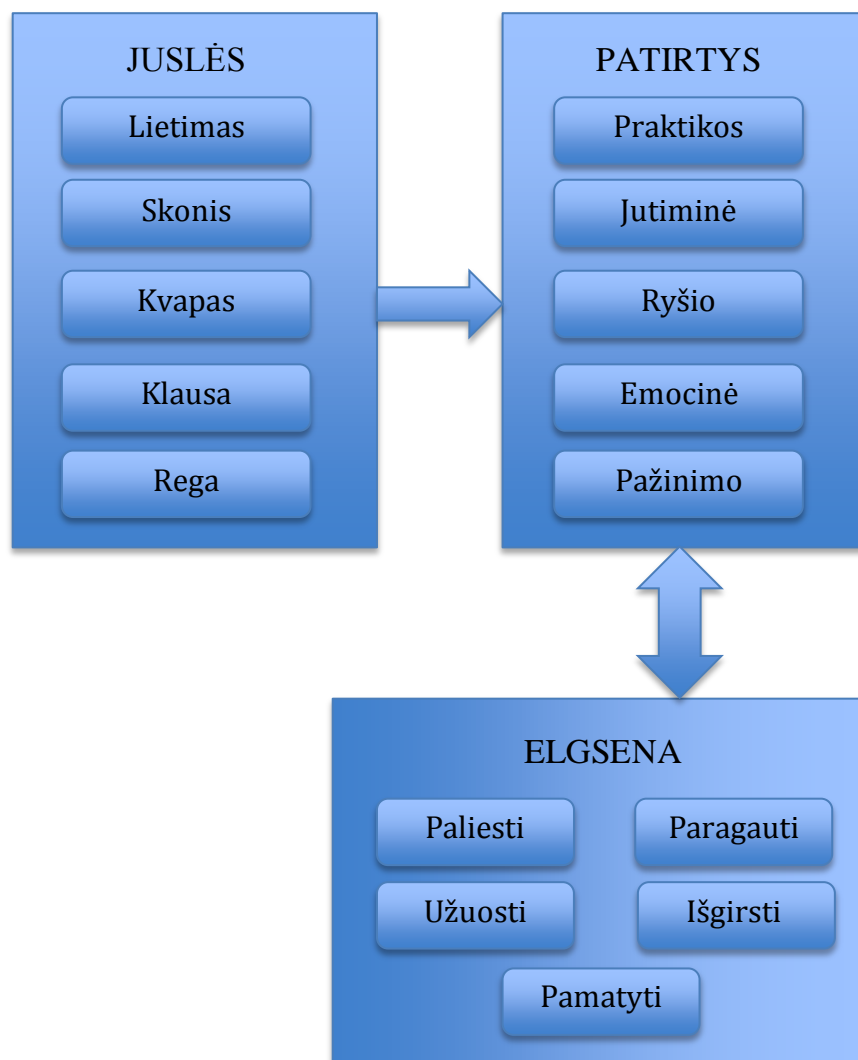 JUSLĖS
Lietimas
Skonis
Kvapas
Klausa
Rega
PATIRTYS
Praktikos
Jutiminė
Ryšio
Emocinė
Pažinimo
ELGSENA
Paliesti
Paragauti
Užuosti
Išgirsti
Pamatyti